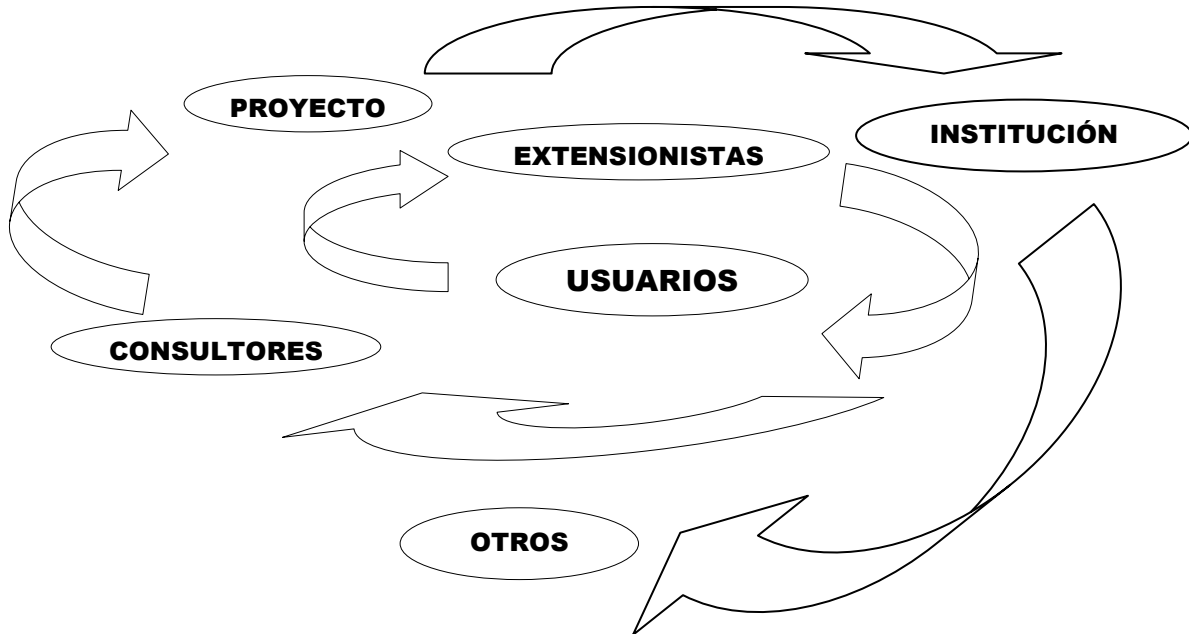 PROYECTO
INSTITUCIÓN
EXTENSIONISTAS
USUARIOS
CONSULTORES
OTROS